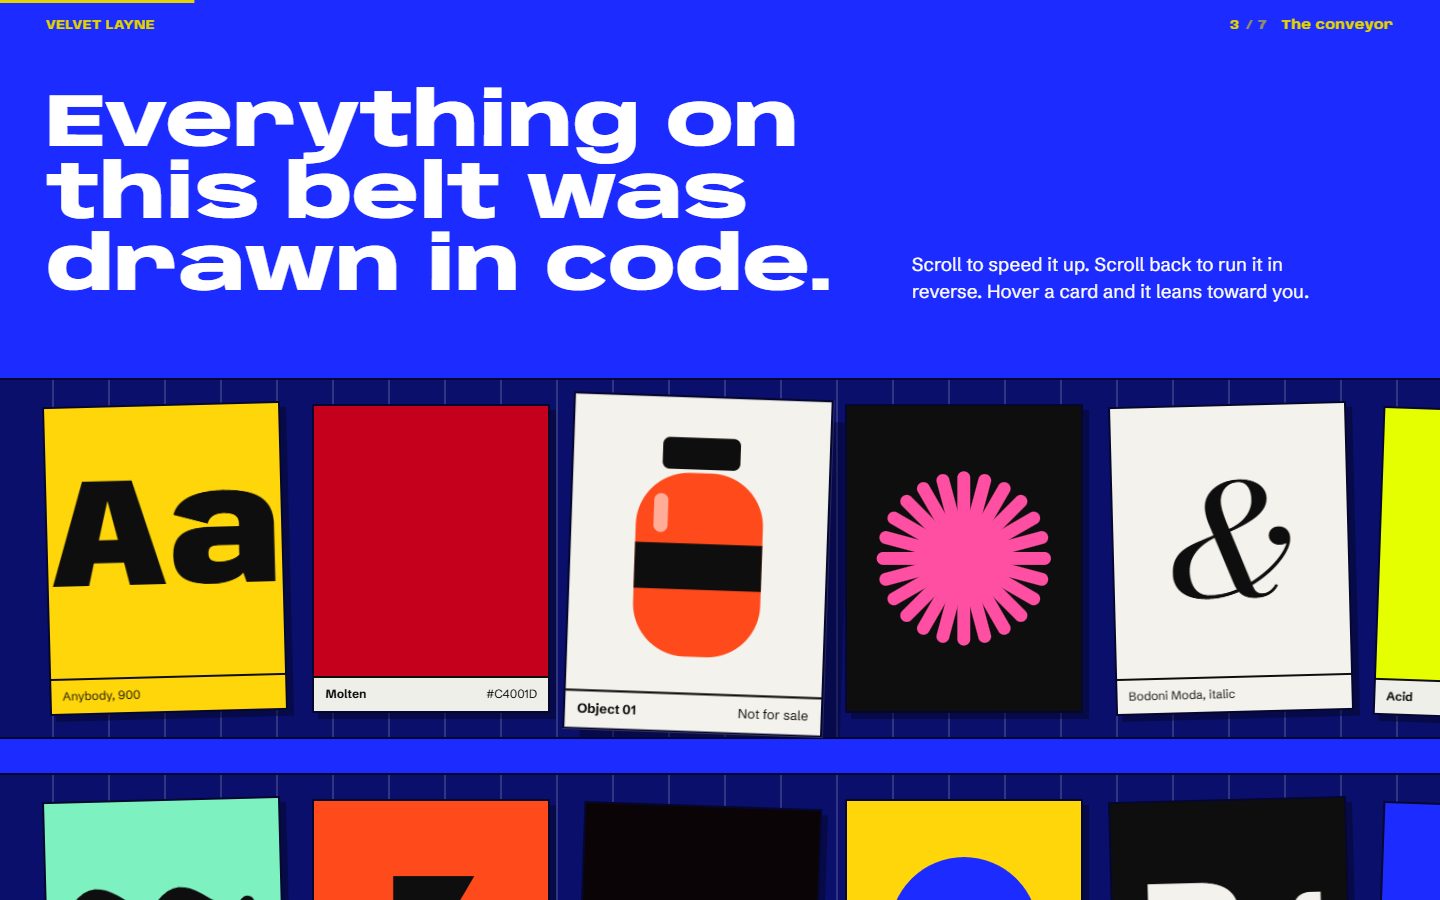 VELVET LAYNE
3 / 7 The conveyor
Everything on
this belt was
drawn in code.
Scroll to speed it up. Scroll back to run it in
reverse. Hover a card and it leans toward you.
Aa
Anybody, 900
Molten #C4001D
Object 01 Not for sale
&
Bodoni Moda, italic
Acid